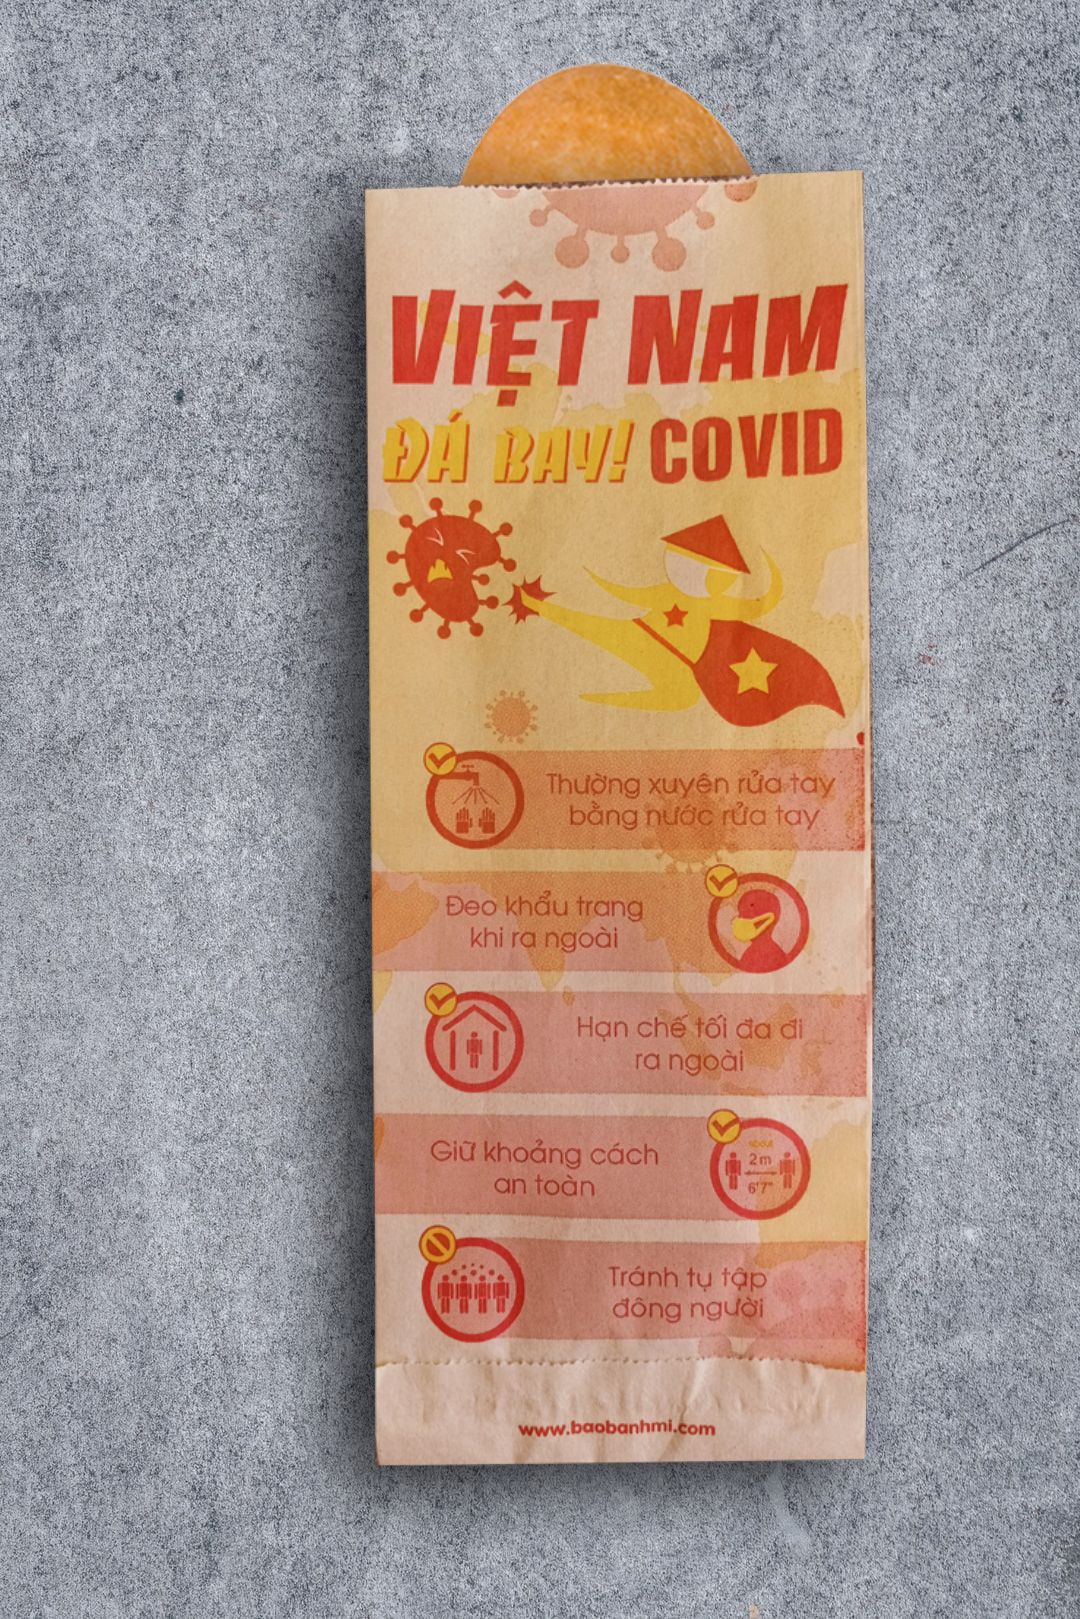 VIỆT NAM
ĐÁ BAY! COVID
Thường xuyên rửa tay
bằng nước rửa tay
Đeo khẩu trang
khi ra ngoài
Hạn chế tối đa đi
ra ngoài
Giữ khoảng cách
an toàn
about
2m
6'7"
Tránh tụ tập
đông người
www.baobanhmi.com